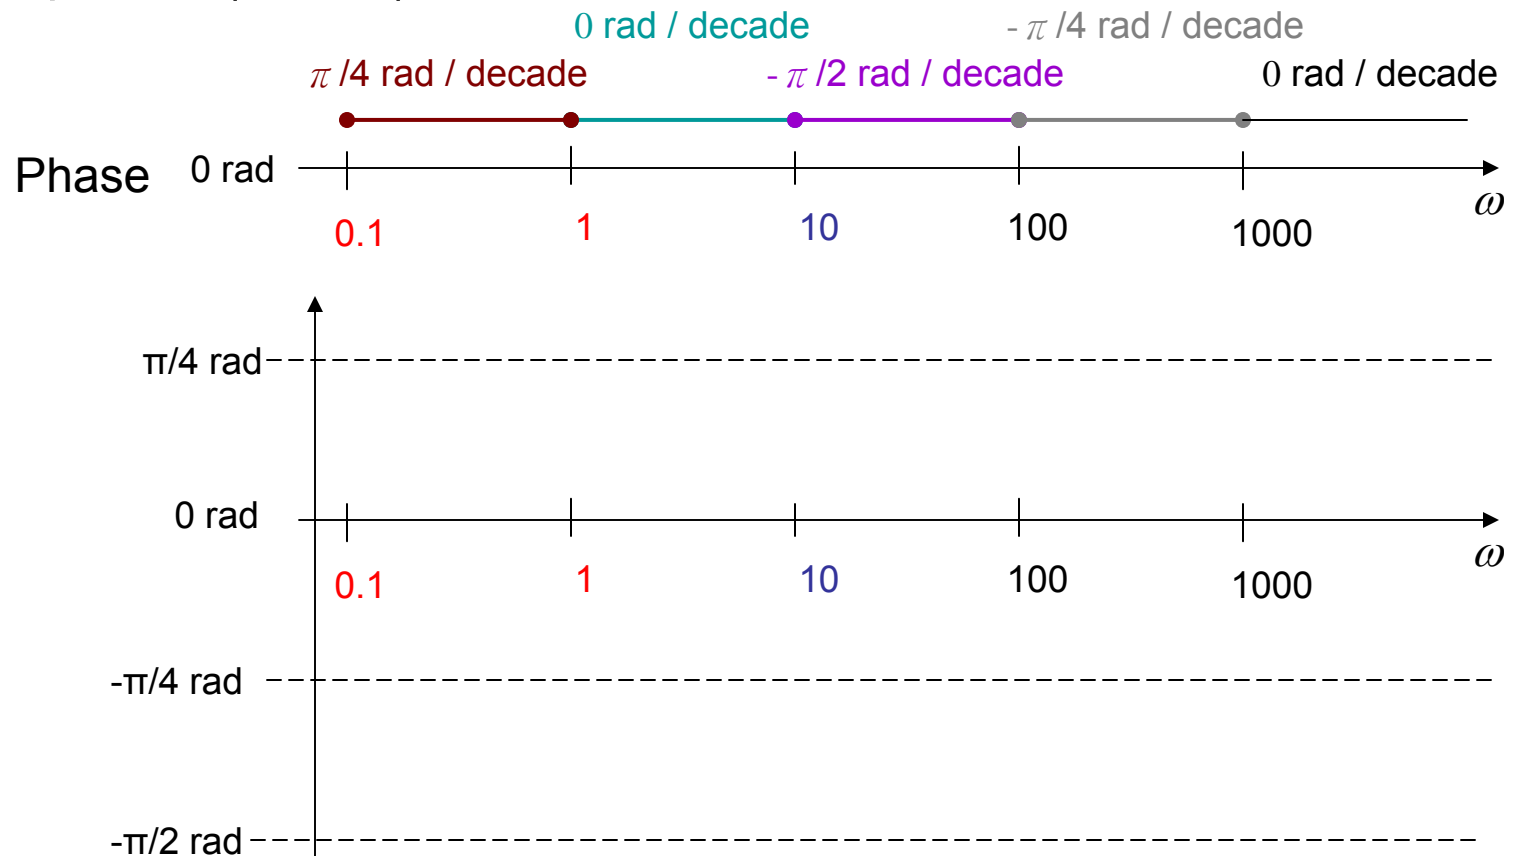 0 rad / decade
- π /4 rad / decade
π /4 rad / decade
- π /2 rad / decade
0 rad / decade
Phase
0 rad
ω
0.1
1
10
100
1000
π/4 rad
0 rad
ω
0.1
1
10
100
1000
-π/4 rad
-π/2 rad